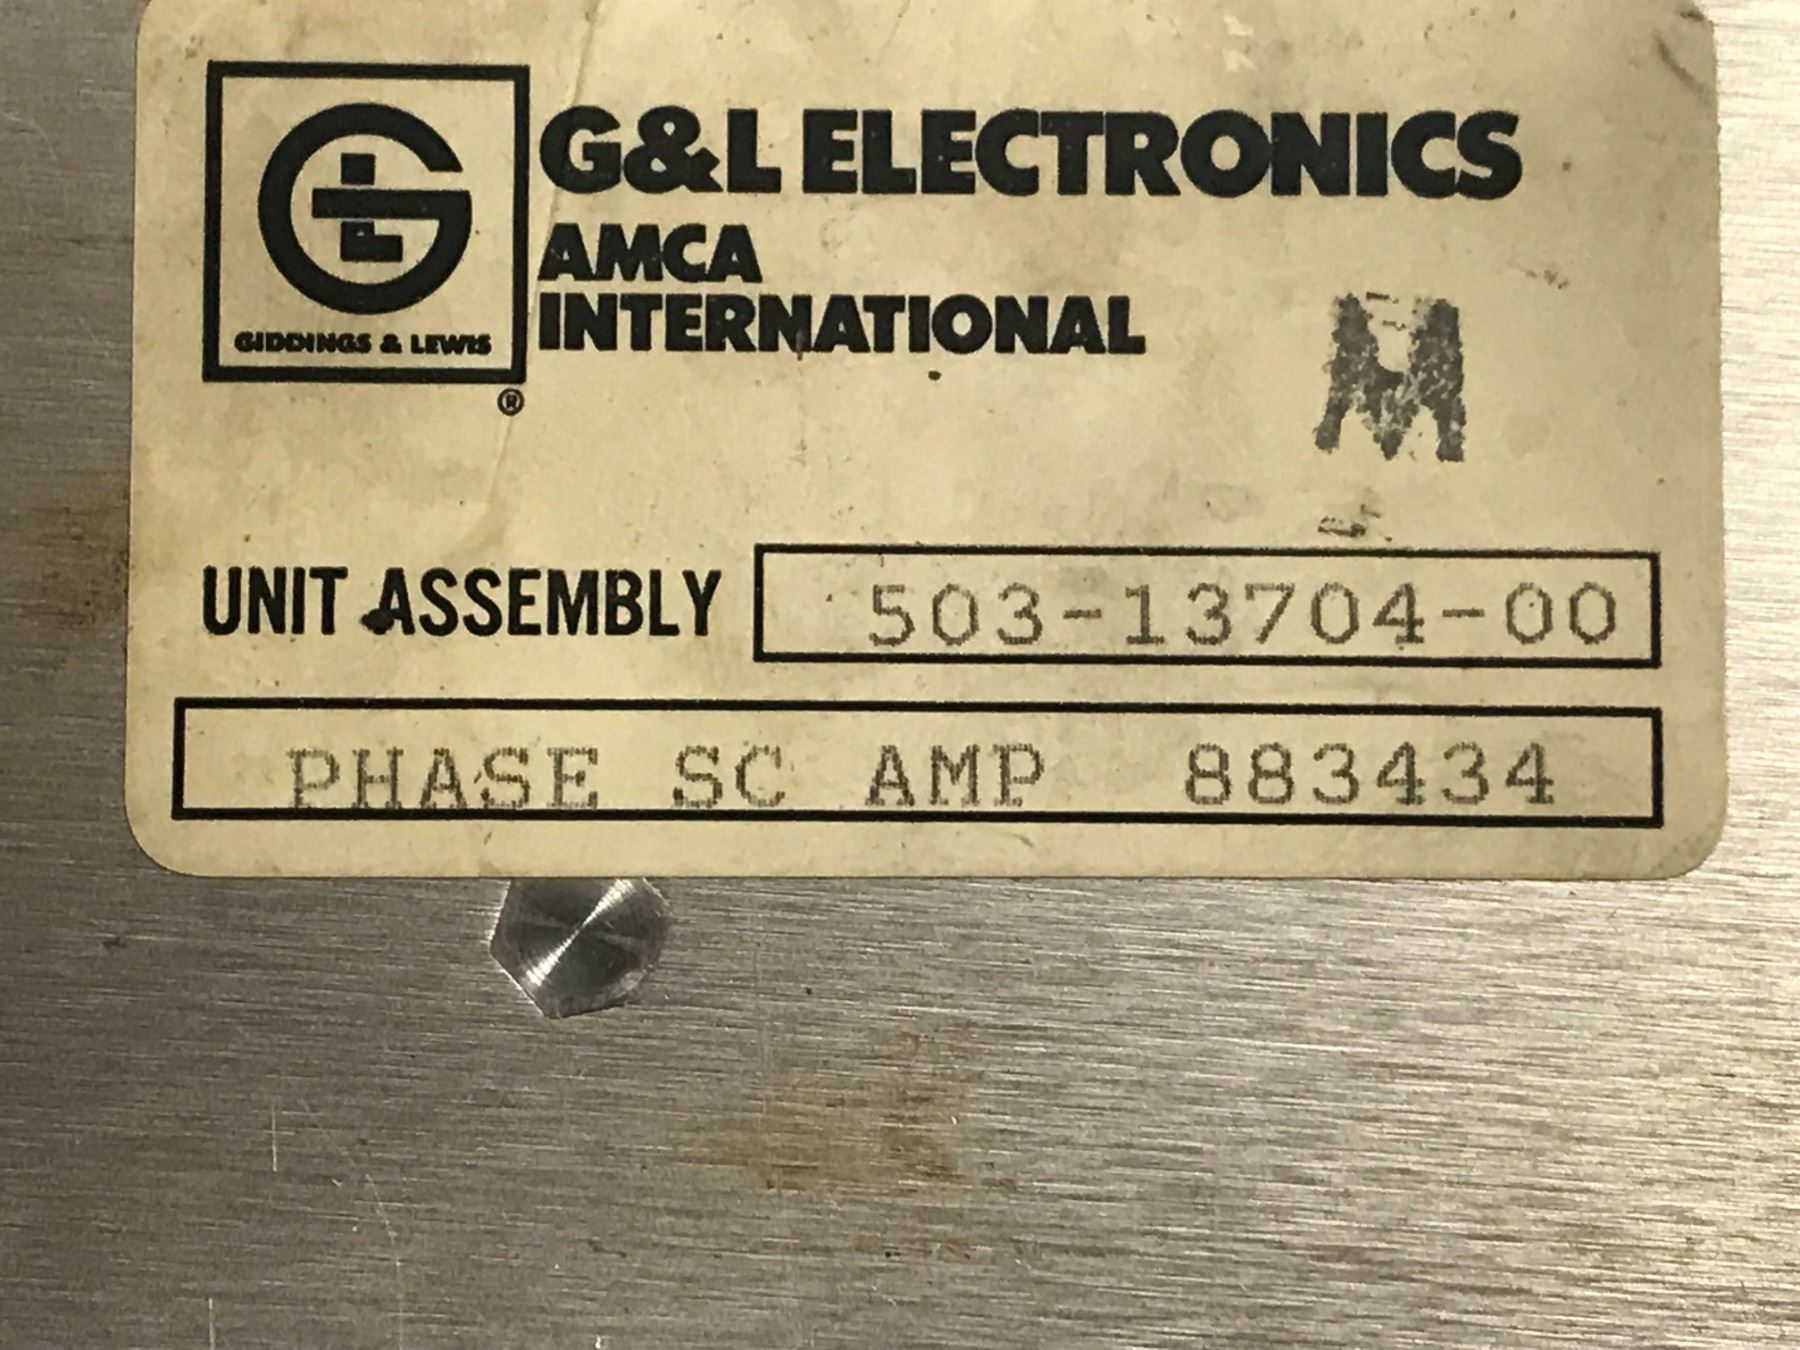 G&L ELECTRONICS
AMCA
INTERNATIONAL
GIDDINGS & LEWIS
®
M
UNIT ASSEMBLY 503-13704-00
PHASE SC AMP 883434